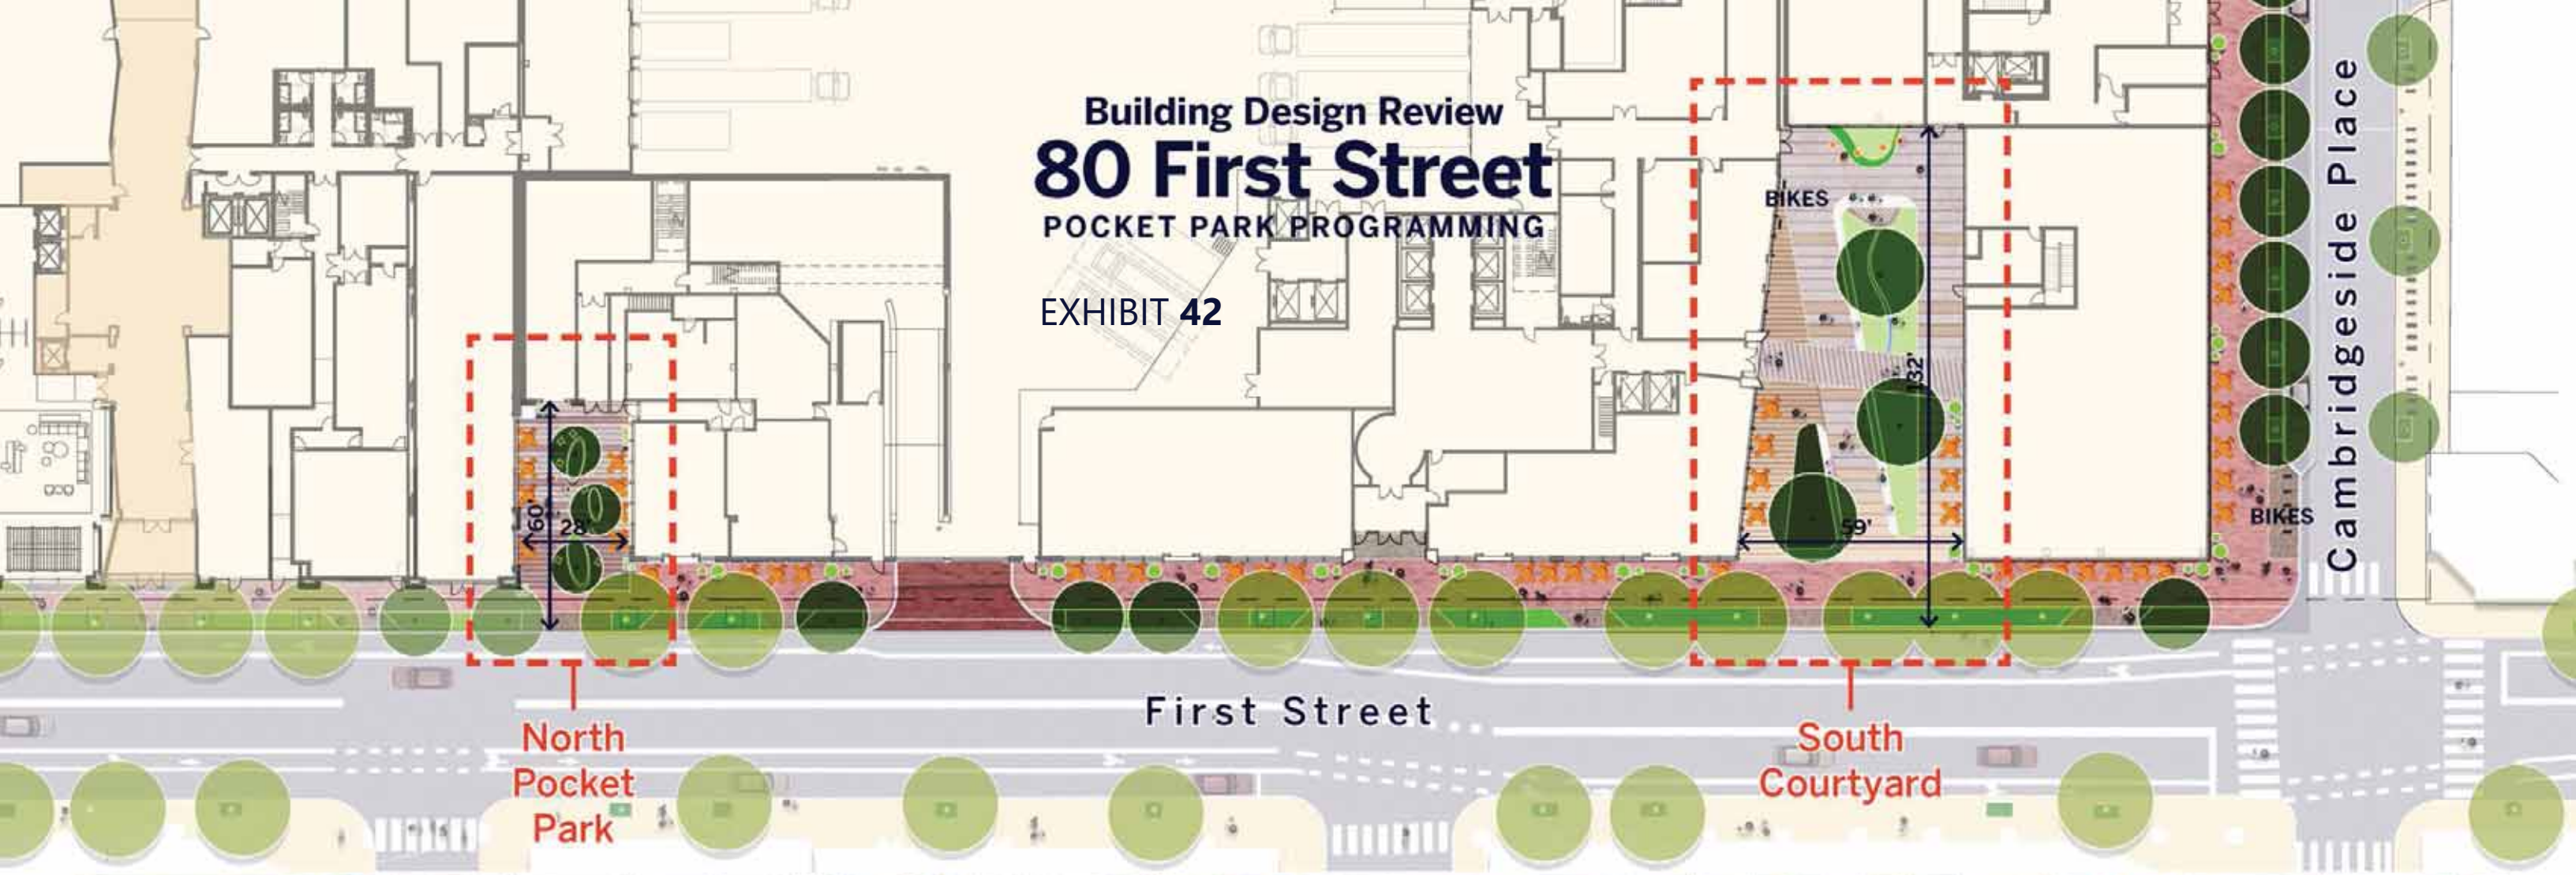 Building Design Review
80 First Street
POCKET PARK PROGRAMMING
EXHIBIT 42
BIKES
132'
59'
60'
28'
BIKES
Cambridgeside Place
First Street
North
Pocket
Park
South
Courtyard